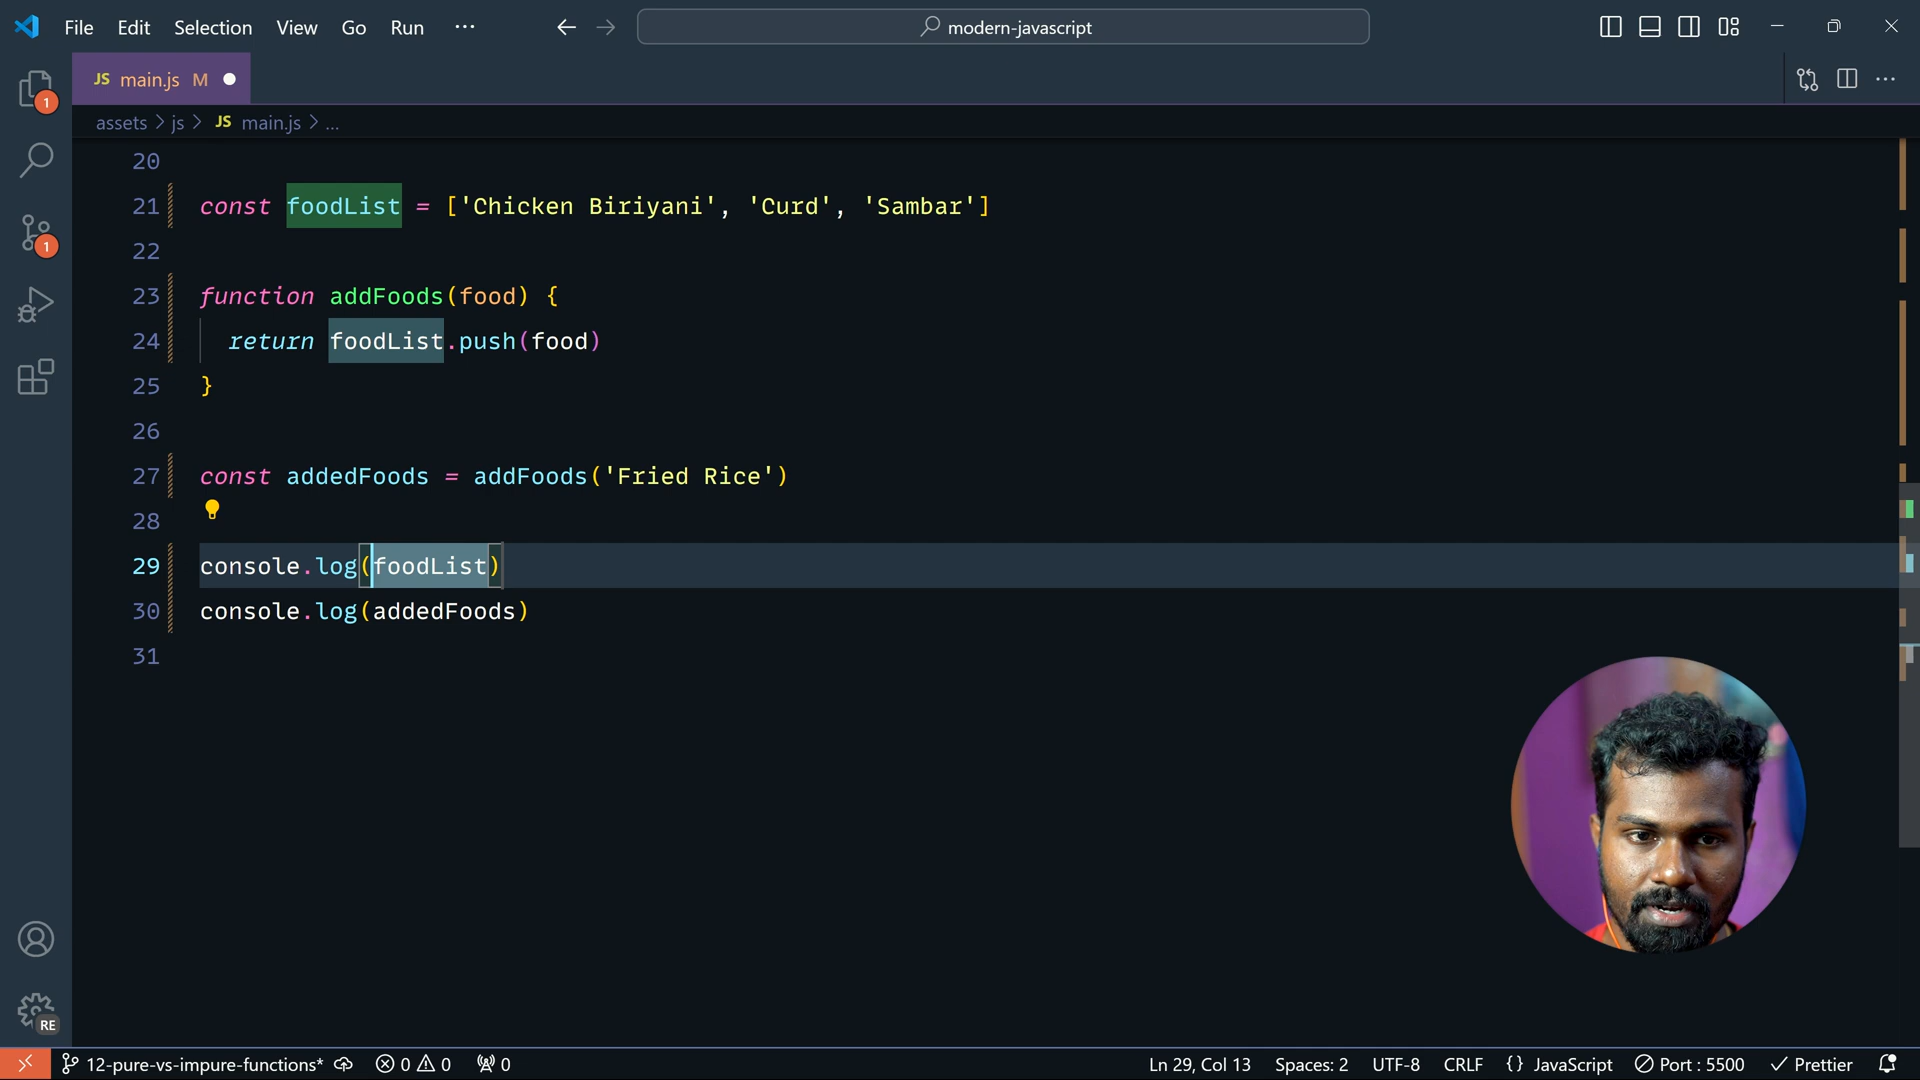 File Edit Selection View Go Run ···
modern-javascript
JS main.js M
1
assets > js > JS main.js > ...
20
21 const foodList = ['Chicken Biriyani', 'Curd', 'Sambar']
22
1
23 function addFoods(food) {
24 return foodList.push(food)
25 }
26
27 const addedFoods = addFoods('Fried Rice')
28
29 console.log(foodList)
30 console.log(addedFoods)
31
RE
12-pure-vs-impure-functions* 0 0 0 Ln 29, Col 13 Spaces: 2 UTF-8 CRLF {} JavaScript Port : 5500 Prettier